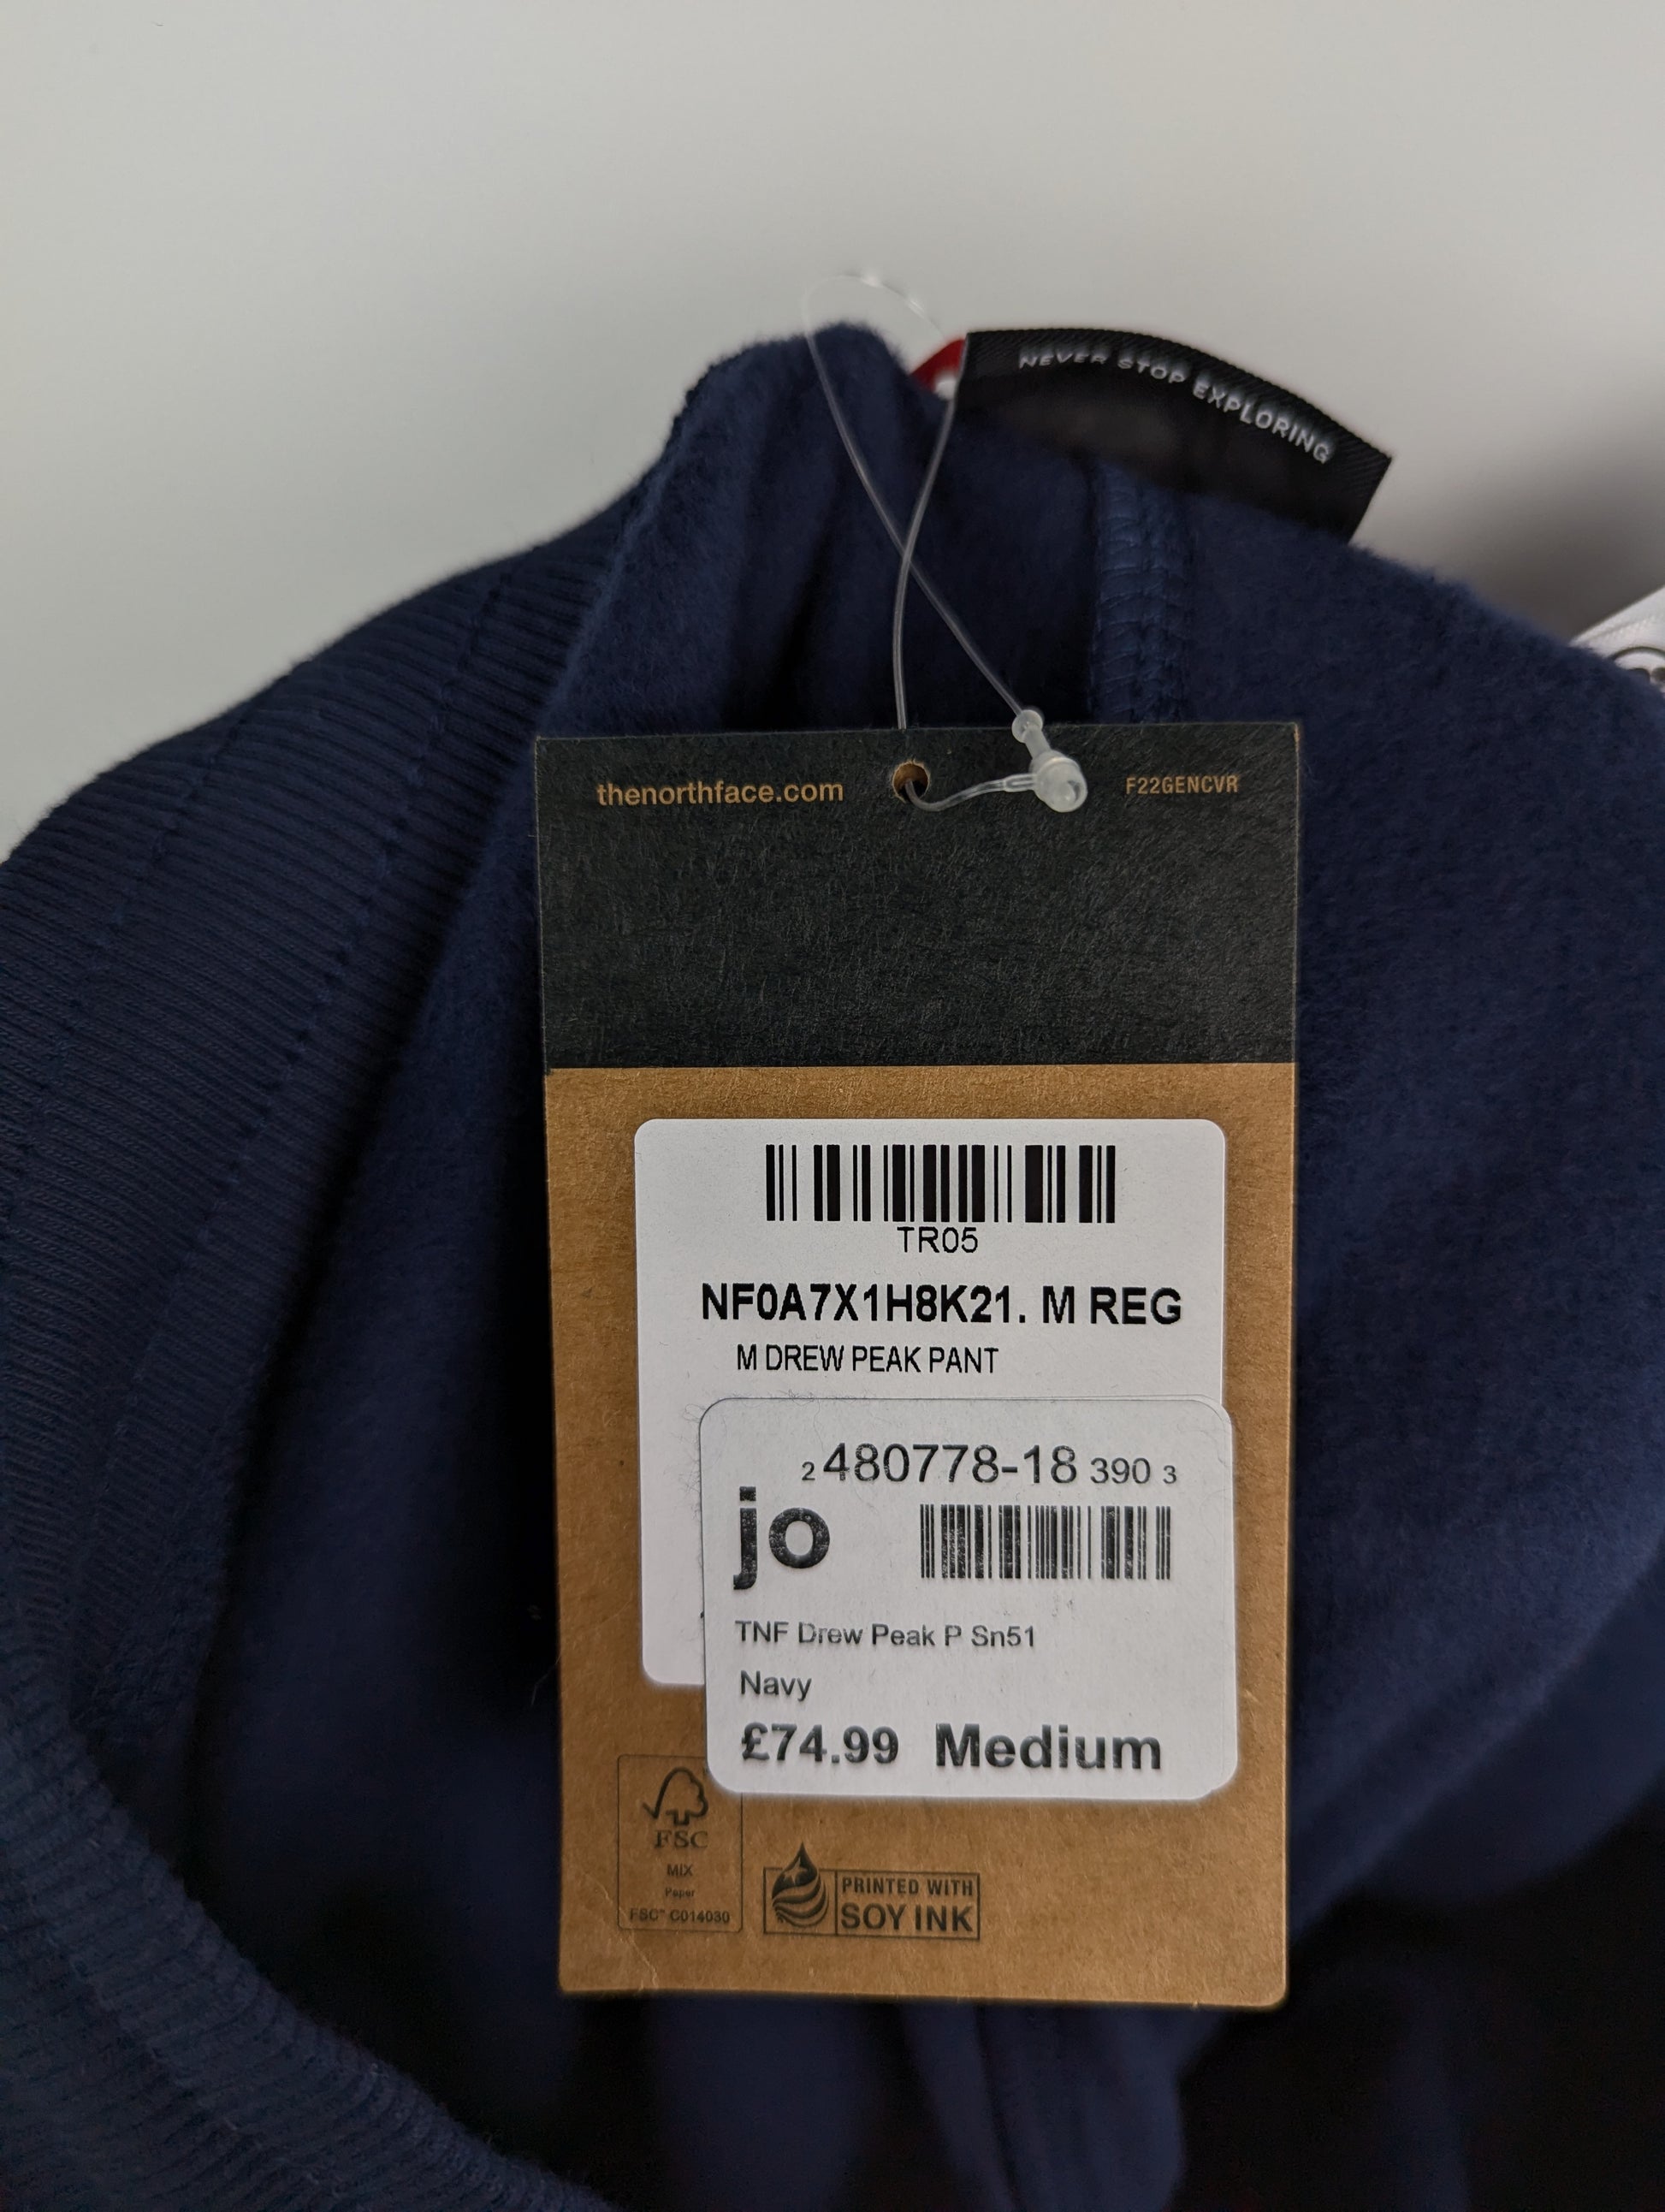 NEVER STOP EXPLORING
thenorthface.com
F22GENCVR
TR05
NF0A7X1H8K21. M REG
M DREW PEAK PANT
2 480778-18 390 3
jo
TNF Drew Peak P Sn51
Navy
£74.99 Medium
FSC
MIX
Paper
FSC™ C014030
PRINTED WITH
SOY INK